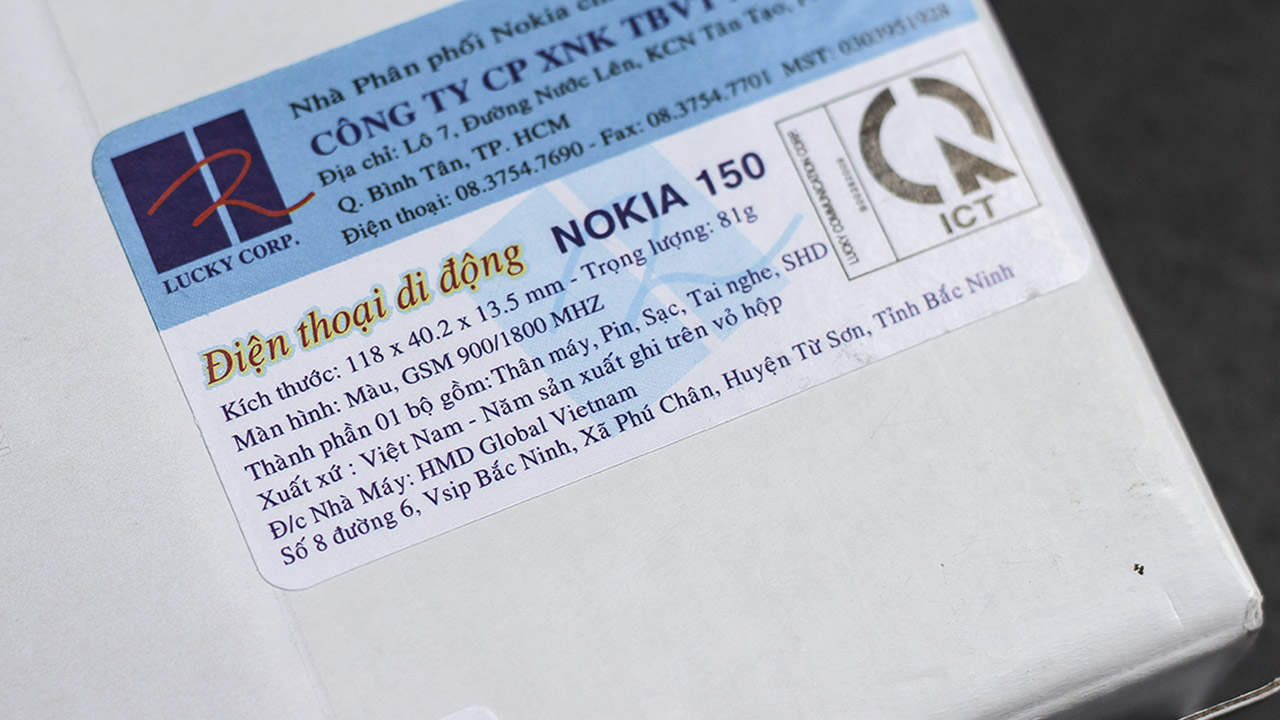 Nhà Phân phối Nokia
CÔNG TY CP XNK TBVT
Địa chỉ: Lô 7, Đường Nước Lên, KCN Tân Tạo,
Q. Bình Tân, TP. HCM
Điện thoại: 08.3754.7690 - Fax: 08.3754.7701 MST: 0303951928
LUCKY CORP.
LUCKY COMMUNICATION CORP
ICT
Điện thoại di động NOKIA 150
Kích thước: 118 x 40.2 x 13.5 mm - Trọng lượng: 81g
Màn hình: Màu, GSM 900/1800 MHZ
Thành phần 01 bộ gồm: Thân máy, Pin, Sạc, Tai nghe, SHD
Xuất xứ : Việt Nam - Năm sản xuất ghi trên vỏ hộp
Đ/c Nhà Máy: HMD Global Vietnam
Số 8 đường 6, Vsip Bắc Ninh, Xã Phú Chân, Huyện Từ Sơn, Tỉnh Bắc Ninh